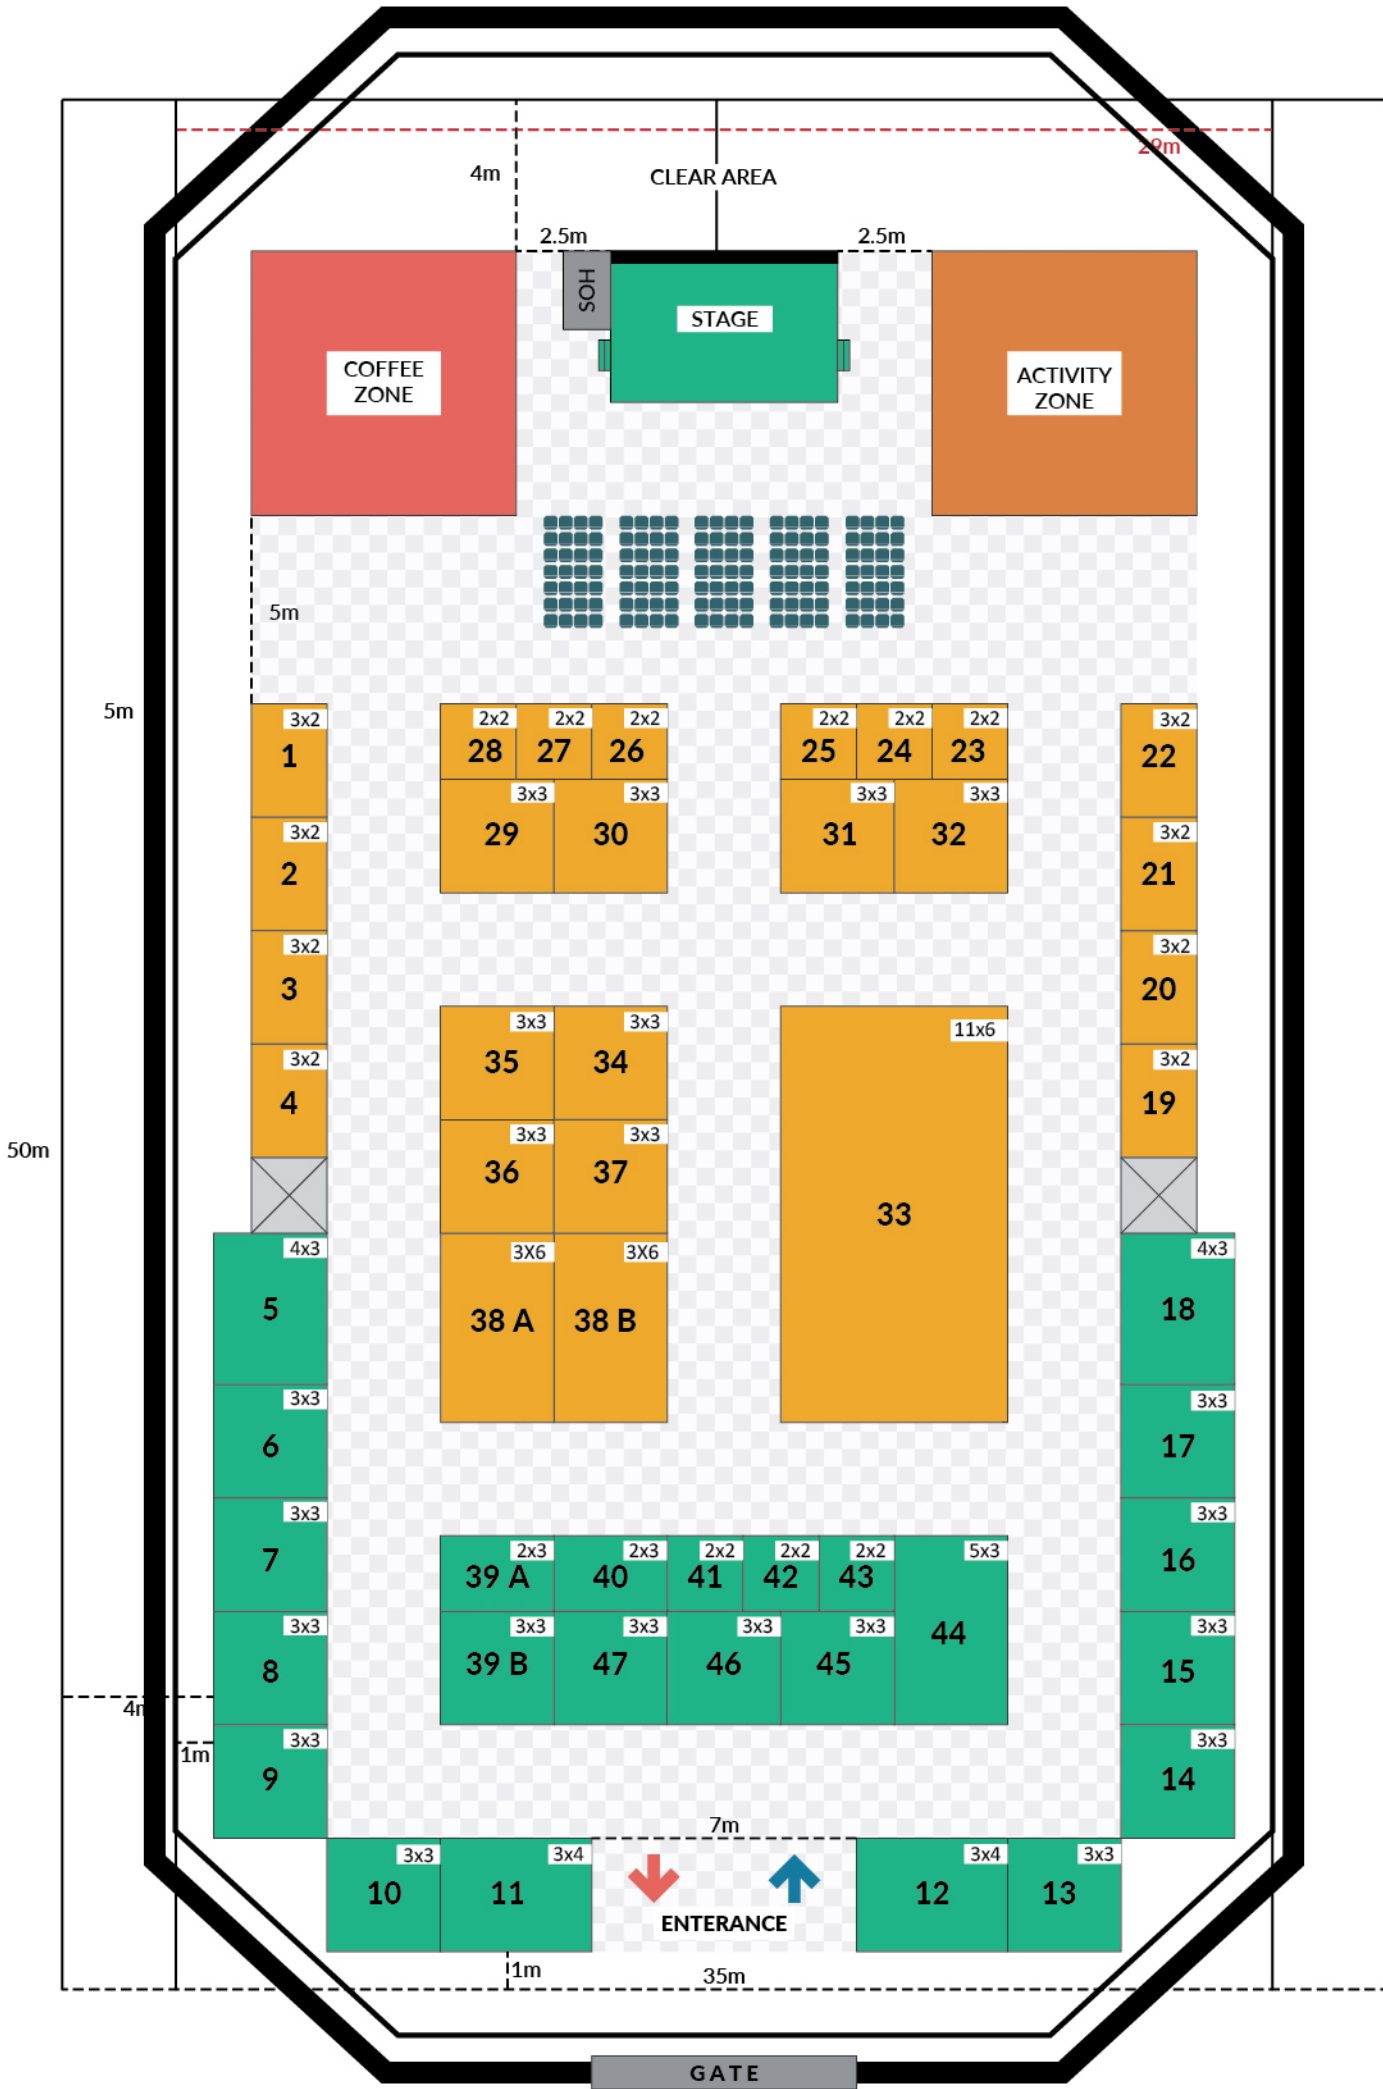 29m
4m
CLEAR AREA
2.5m
2.5m
SOH
STAGE
COFFEE
ZONE
ACTIVITY
ZONE
5m
5m
3x2
1
2x2
28
2x2
27
2x2
26
2x2
25
2x2
24
2x2
23
3x2
22
3x3
29
3x3
30
3x3
31
3x3
32
3x2
2
3x2
21
3x2
3
3x2
20
3x3
35
3x3
34
11x6
33
3x2
4
3x2
19
3x3
36
3x3
37
50m
3X6
38 A
3X6
38 B
4x3
5
4x3
18
3x3
6
3x3
17
3x3
7
3x3
16
2x3
39 A
2x3
40
2x2
41
2x2
42
2x2
43
5x3
44
3x3
39 B
3x3
47
3x3
46
3x3
45
3x3
8
3x3
15
4m
1m
3x3
9
3x3
14
7m
3x3
10
3x4
11
ENTERANCE
3x4
12
3x3
13
1m
35m
GATE